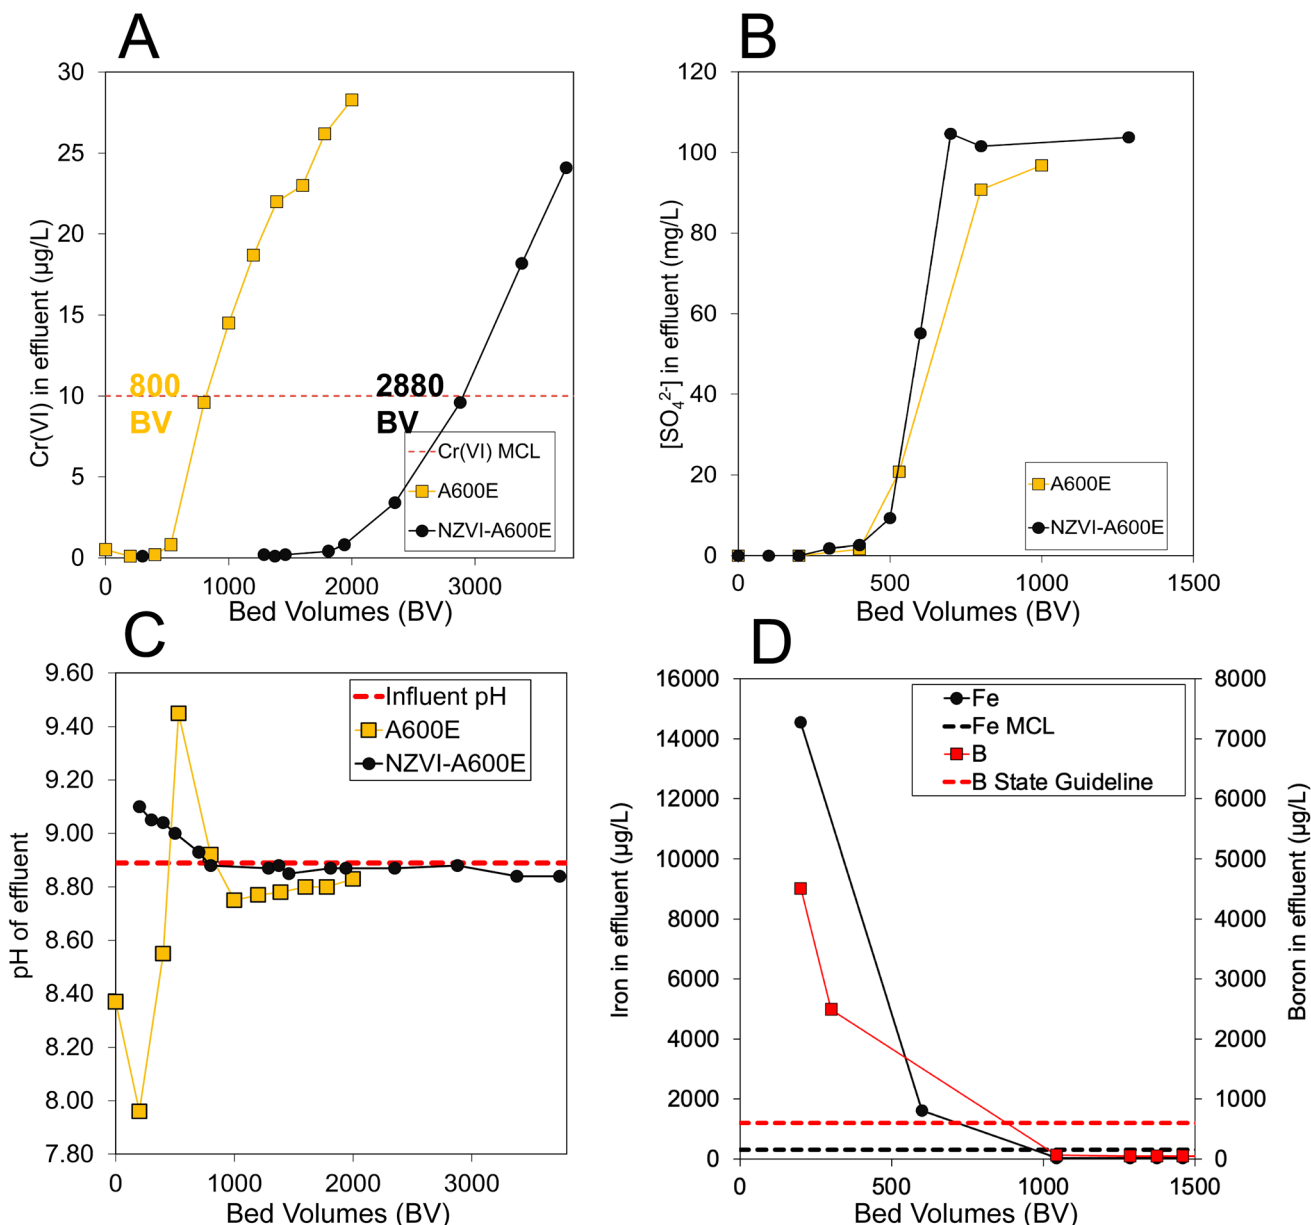 A
30
25
20
15
10
5
0
Cr(VI) in effluent (µg/L)
800
BV
2880
BV
Cr(VI) MCL
A600E
NZVI-A600E
0 1000 2000 3000
Bed Volumes (BV)
B
120
100
80
60
40
20
0
[SO₄²⁻] in effluent (mg/L)
A600E
NZVI-A600E
0 500 1000 1500
Bed Volumes (BV)
C
9.60
9.40
9.20
9.00
8.80
8.60
8.40
8.20
8.00
7.80
pH of effluent
Influent pH
A600E
NZVI-A600E
0 1000 2000 3000
Bed Volumes (BV)
D
16000
14000
12000
10000
8000
6000
4000
2000
0
Iron in effluent (µg/L)
Fe
Fe MCL
B
B State Guideline
8000
7000
6000
5000
4000
3000
2000
1000
0
Boron in effluent (µg/L)
0 500 1000 1500
Bed Volumes (BV)